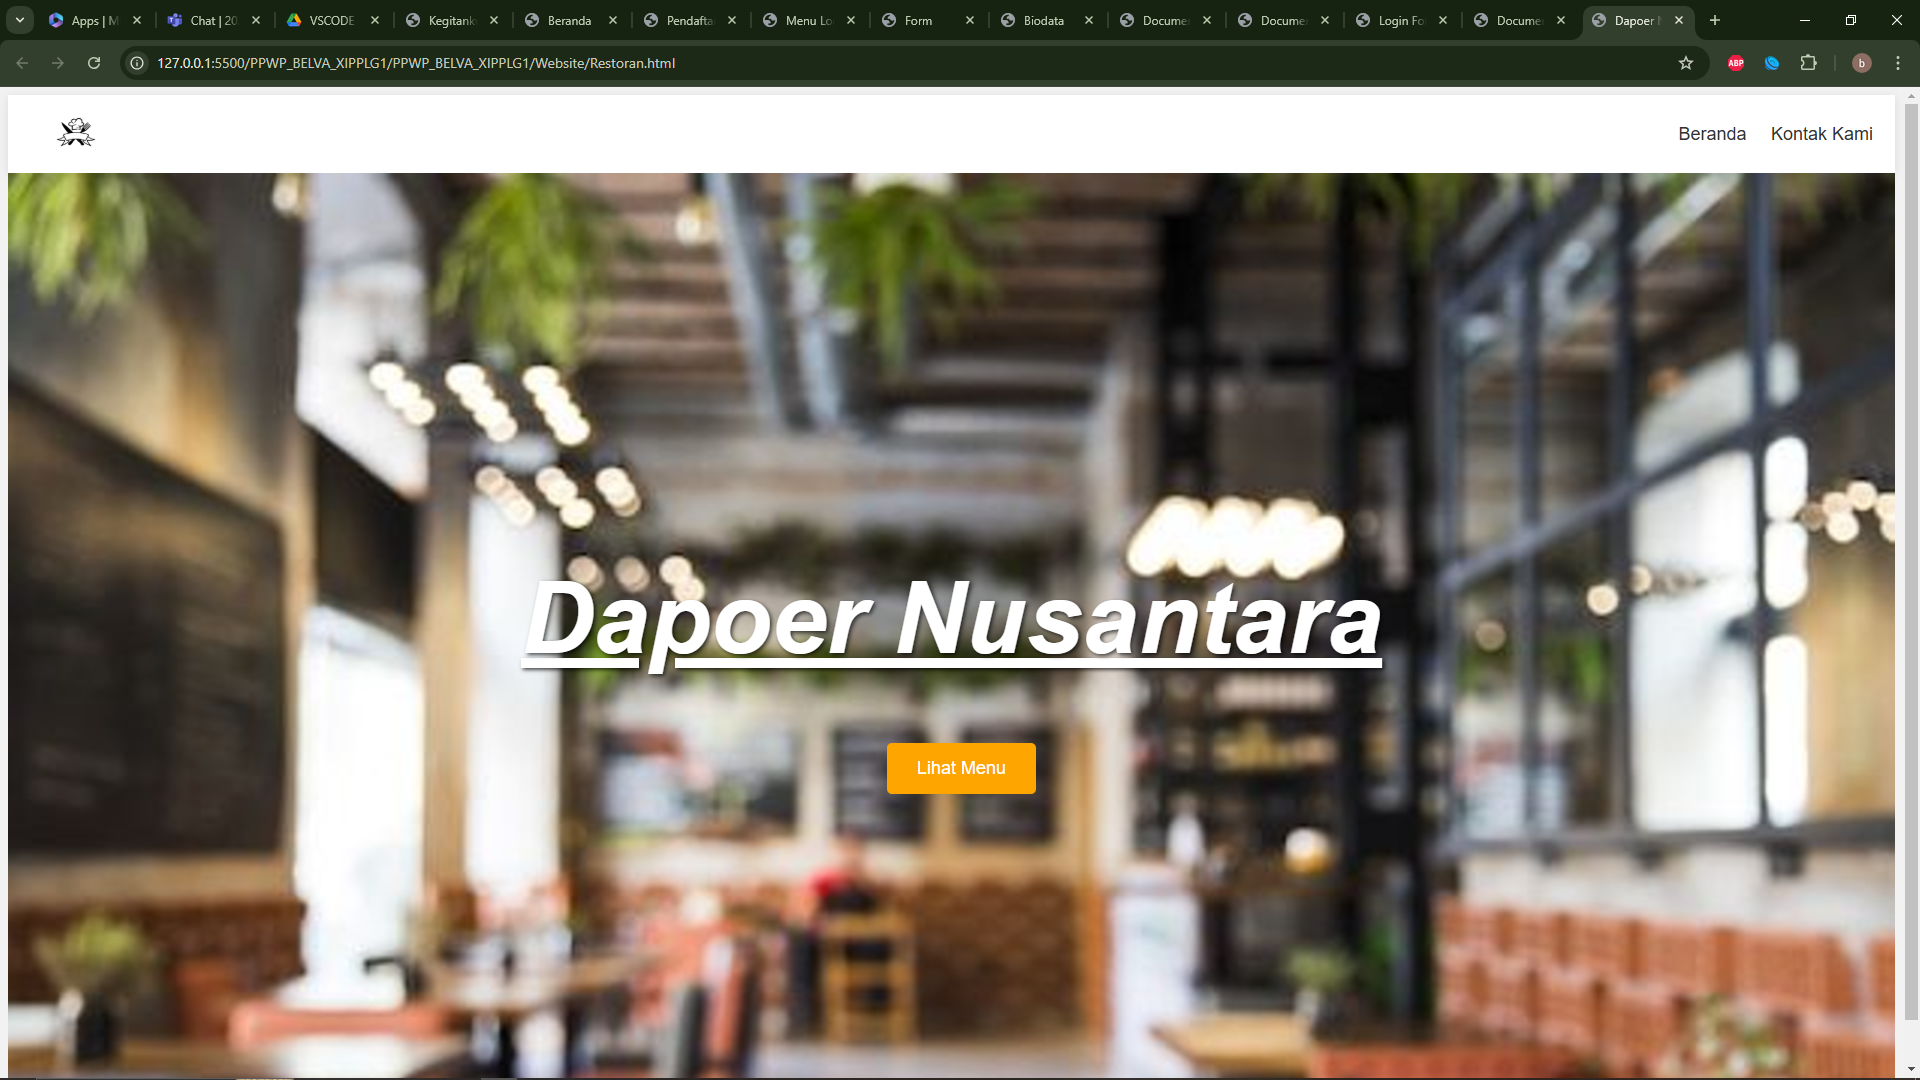 Apps | M
Chat | 20
VSCODE
Kegitank
Beranda
Pendafta
Menu Lo
Form
Biodata
Docume
Docume
Login Fo
Docume
Dapoer N
127.0.0.1:5500/PPWP_BELVA_XIPPLG1/PPWP_BELVA_XIPPLG1/Website/Restoran.html
ABP
b
Beranda
Kontak Kami
Dapoer Nusantara
Lihat Menu